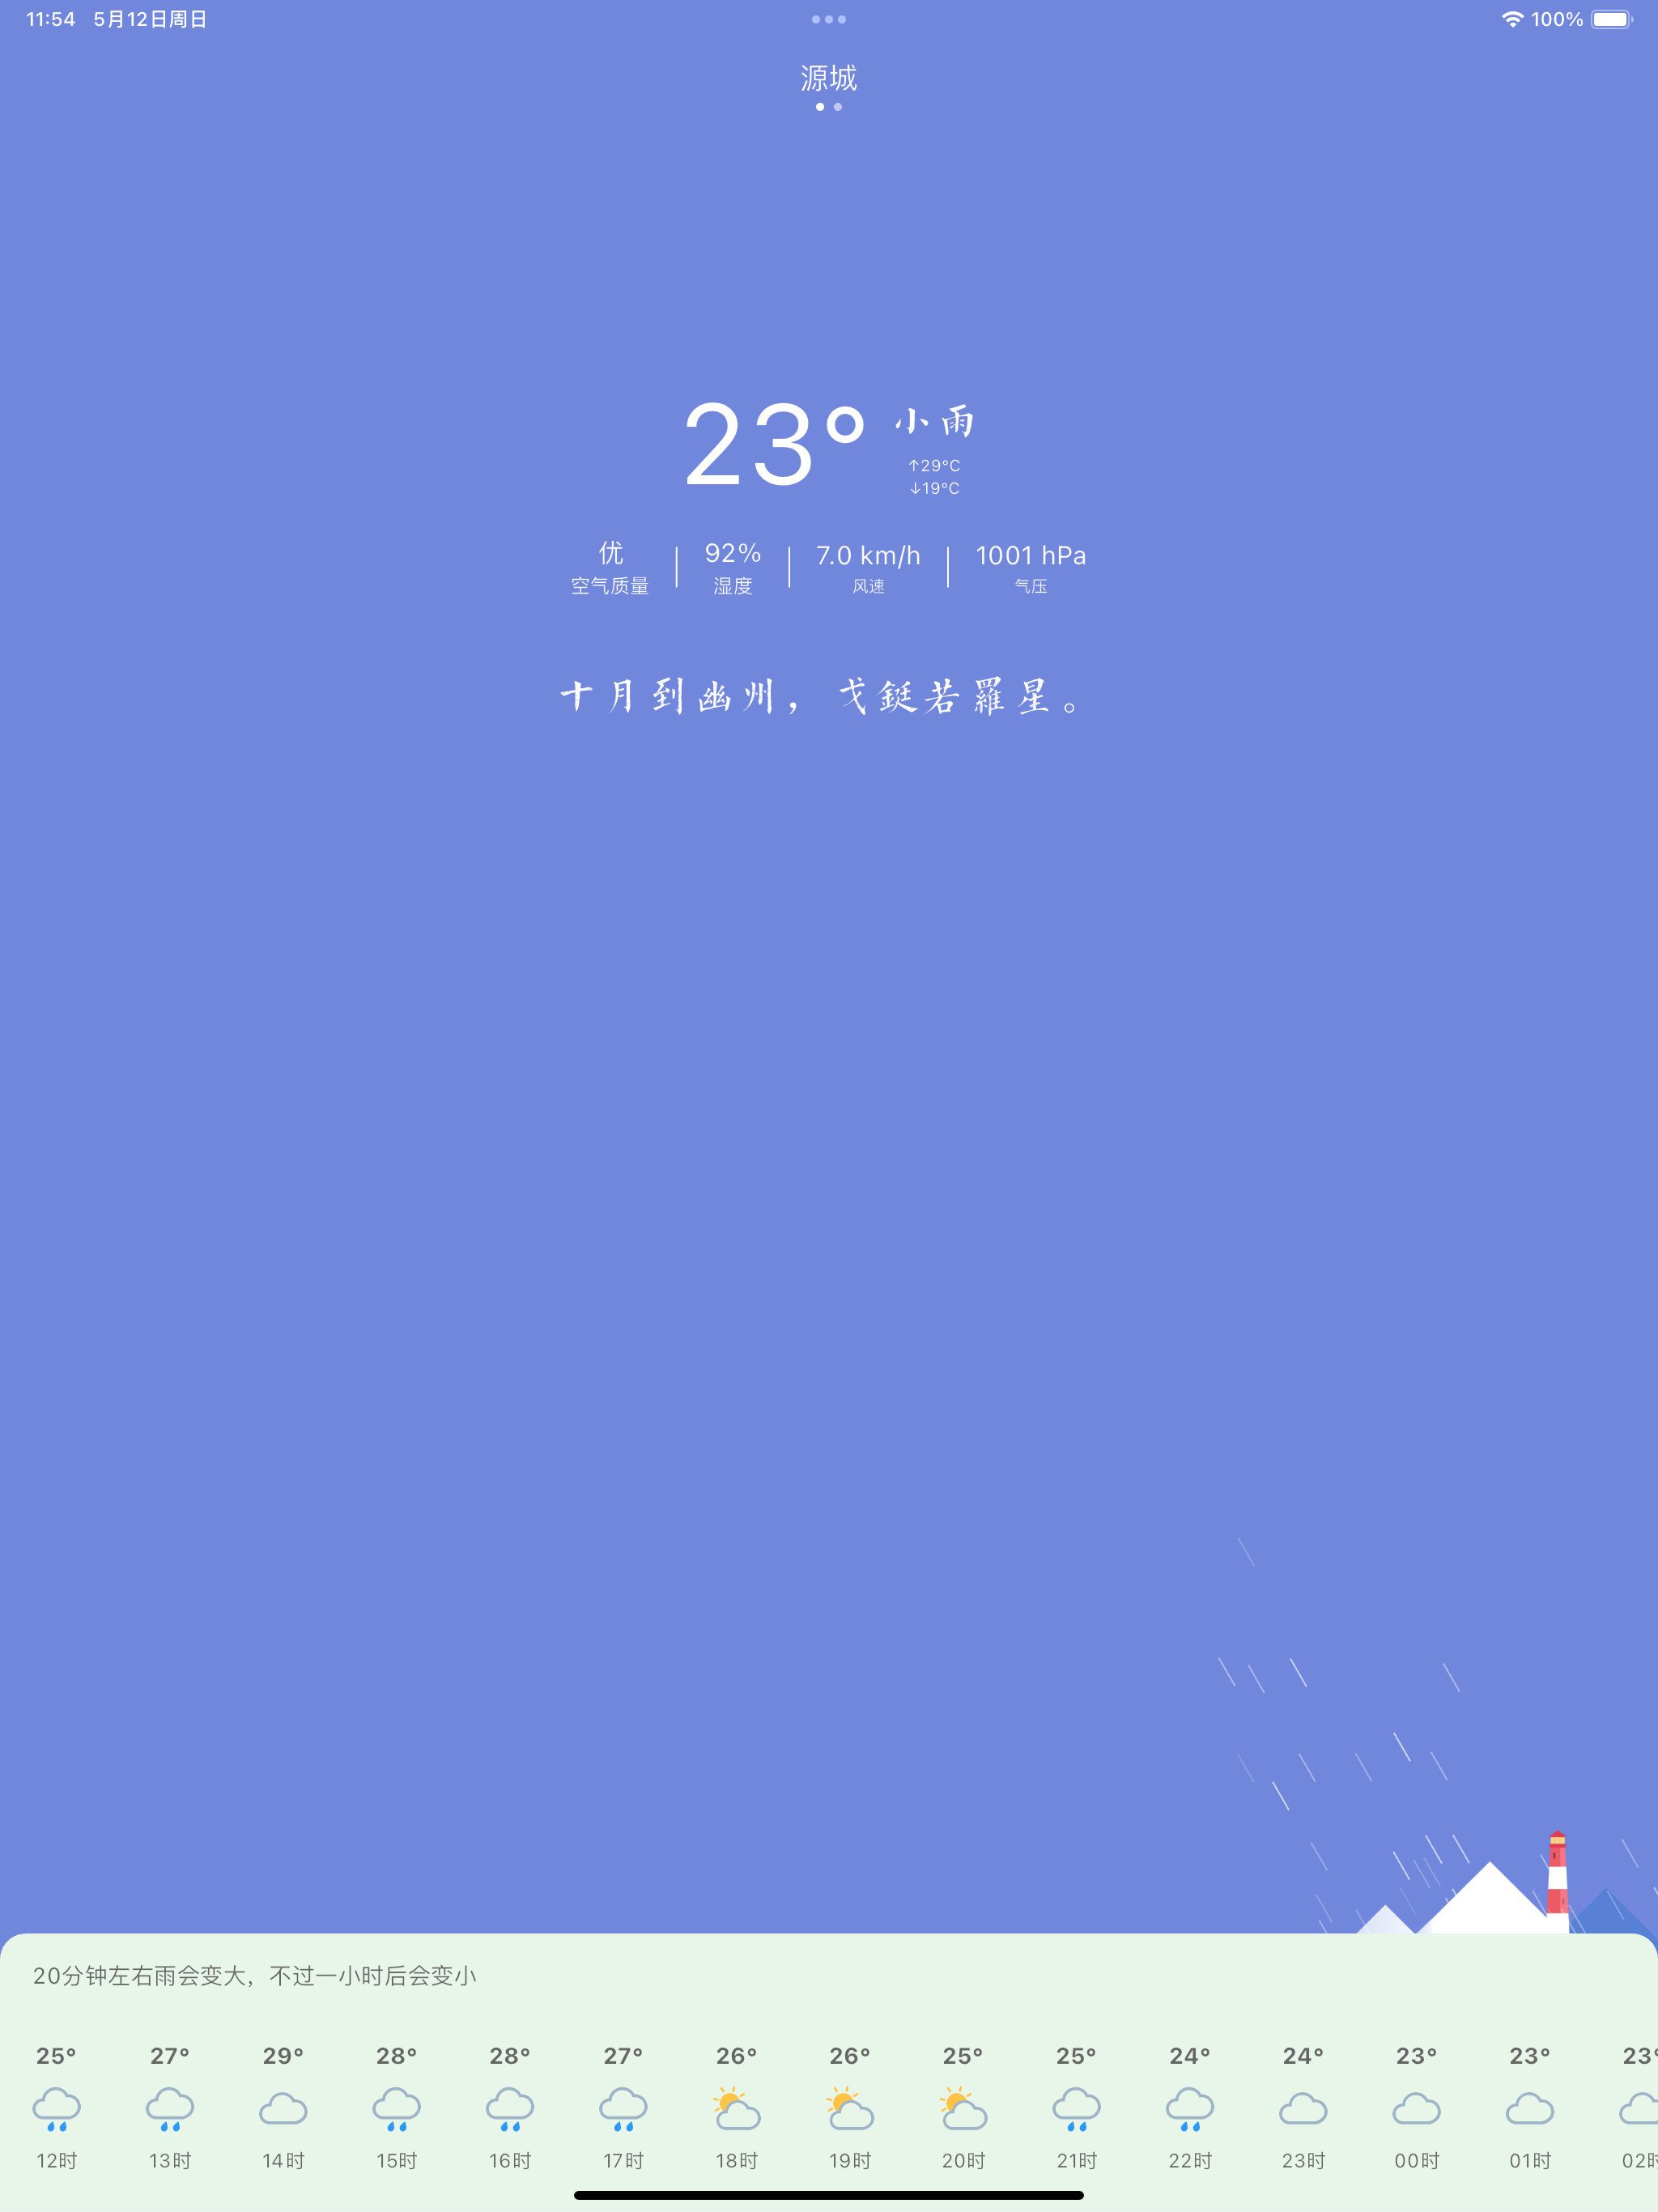 11:54 5月12日周日
100%
源城
23° 小雨
↑29°C
↓19°C
优 92% 7.0 km/h 1001 hPa
空气质量 湿度 风速 气压
十月到幽州，戈鋋若羅星。
20分钟左右雨会变大，不过一小时后会变小
25° 27° 29° 28° 28° 27° 26° 26° 25° 25° 24° 24° 23° 23° 23°
12时 13时 14时 15时 16时 17时 18时 19时 20时 21时 22时 23时 00时 01时 02时